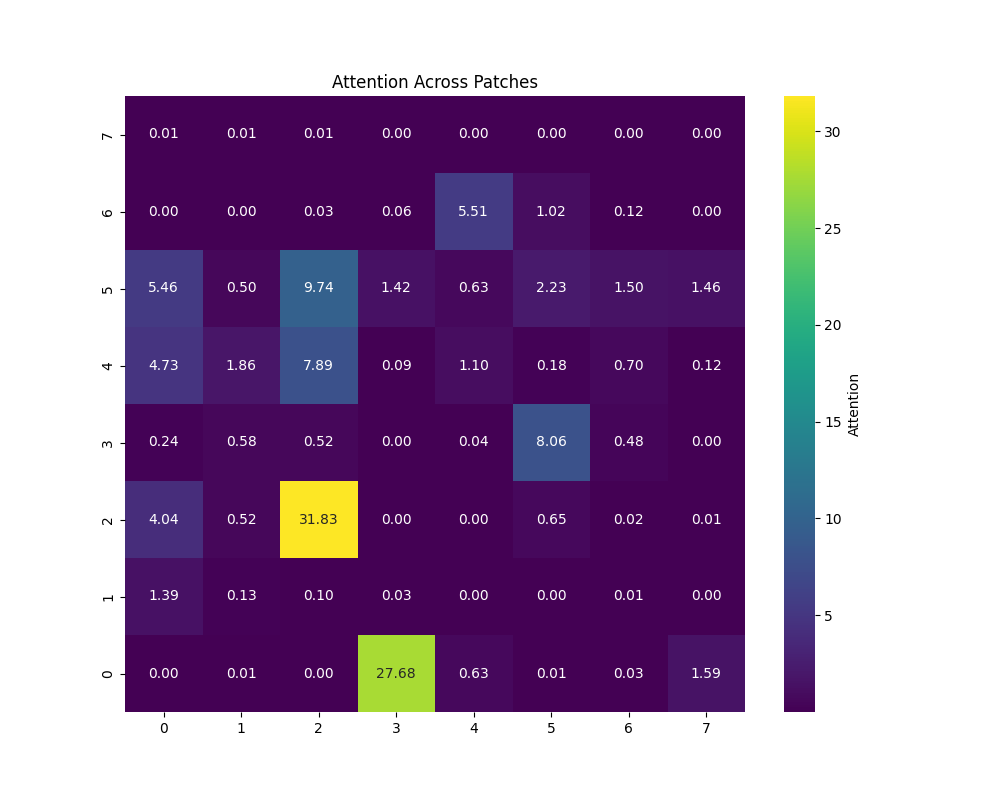 Attention Across Patches
7 0.01 0.01 0.01 0.00 0.00 0.00 0.00 0.00
6 0.00 0.00 0.03 0.06 5.51 1.02 0.12 0.00
5 5.46 0.50 9.74 1.42 0.63 2.23 1.50 1.46
4 4.73 1.86 7.89 0.09 1.10 0.18 0.70 0.12
3 0.24 0.58 0.52 0.00 0.04 8.06 0.48 0.00
2 4.04 0.52 31.83 0.00 0.00 0.65 0.02 0.01
1 1.39 0.13 0.10 0.03 0.00 0.00 0.01 0.00
0 0.00 0.01 0.00 27.68 0.63 0.01 0.03 1.59
0 1 2 3 4 5 6 7
30
25
20
15
10
5
Attention